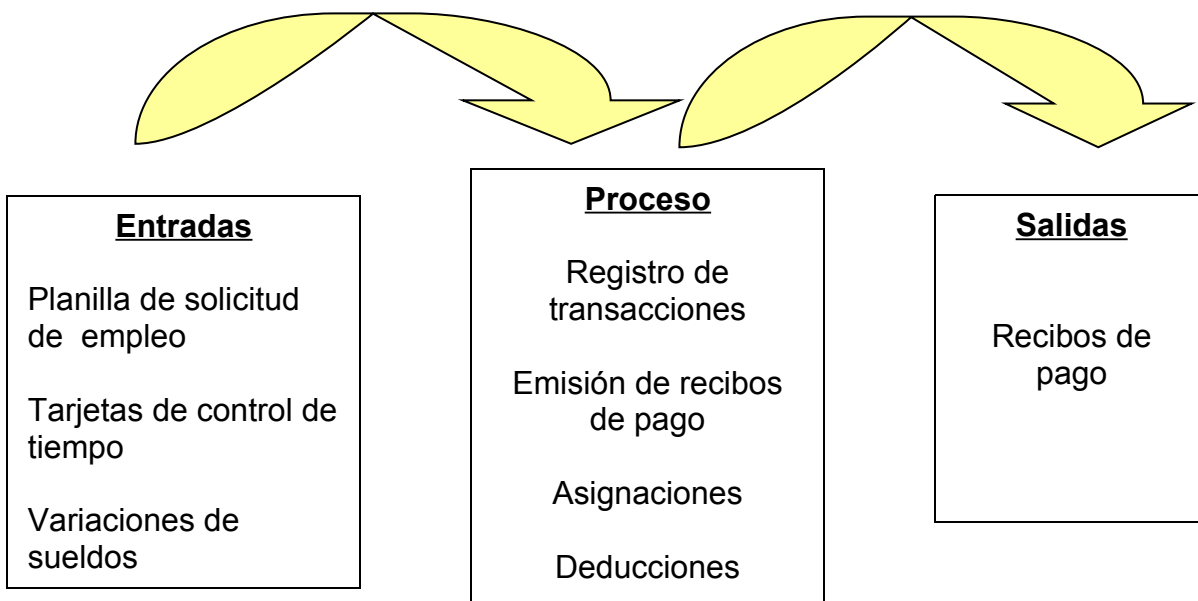 Entradas
Planilla de solicitud
de empleo
Tarjetas de control de
tiempo
Variaciones de
sueldos
Proceso
Registro de
transacciones
Emisión de recibos
de pago
Asignaciones
Deducciones
Salidas
Recibos de
pago